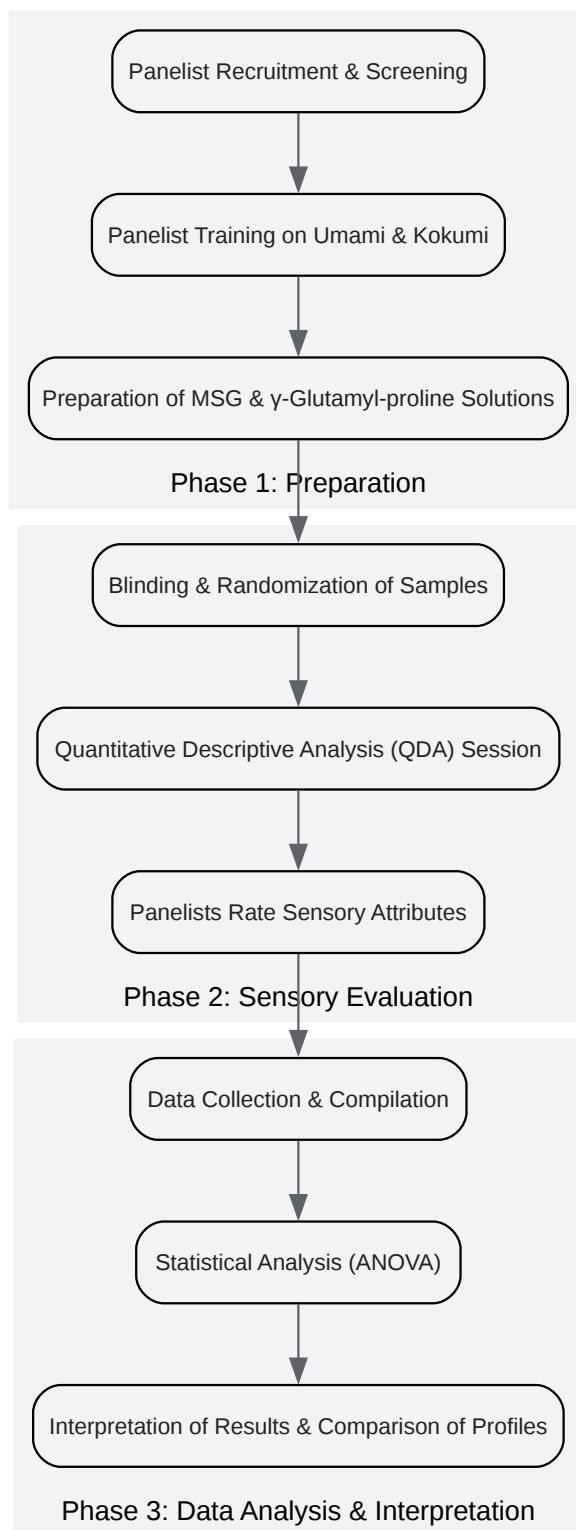 Panelist Recruitment & Screening
Panelist Training on Umami & Kokumi
Preparation of MSG & γ-Glutamyl-proline Solutions
Phase 1: Preparation
Blinding & Randomization of Samples
Quantitative Descriptive Analysis (QDA) Session
Panelists Rate Sensory Attributes
Phase 2: Sensory Evaluation
Data Collection & Compilation
Statistical Analysis (ANOVA)
Interpretation of Results & Comparison of Profiles
Phase 3: Data Analysis & Interpretation